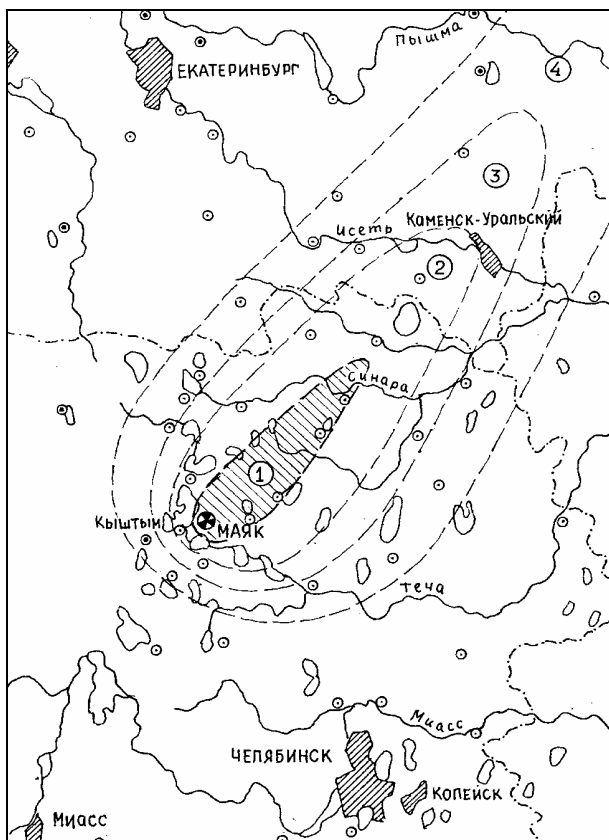 Пышма
④
ЕКАТЕРИНБУРГ
③
Каменск-Уральский
Исеть
②
Синара
①
Кыштым
МАЯК
Теча
Миасс
ЧЕЛЯБИНСК
КОПЕЙСК
Миасс